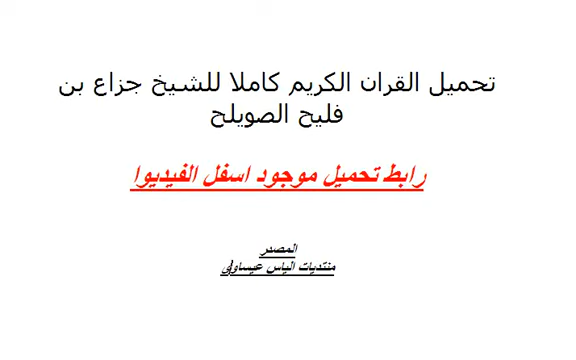 تحميل القران الكريم كاملا للشيخ جزاع بن
فليح الصويلح
رابط تحميل موجود اسفل الفيديوا
المصدر
منتديات الياس عيساوي